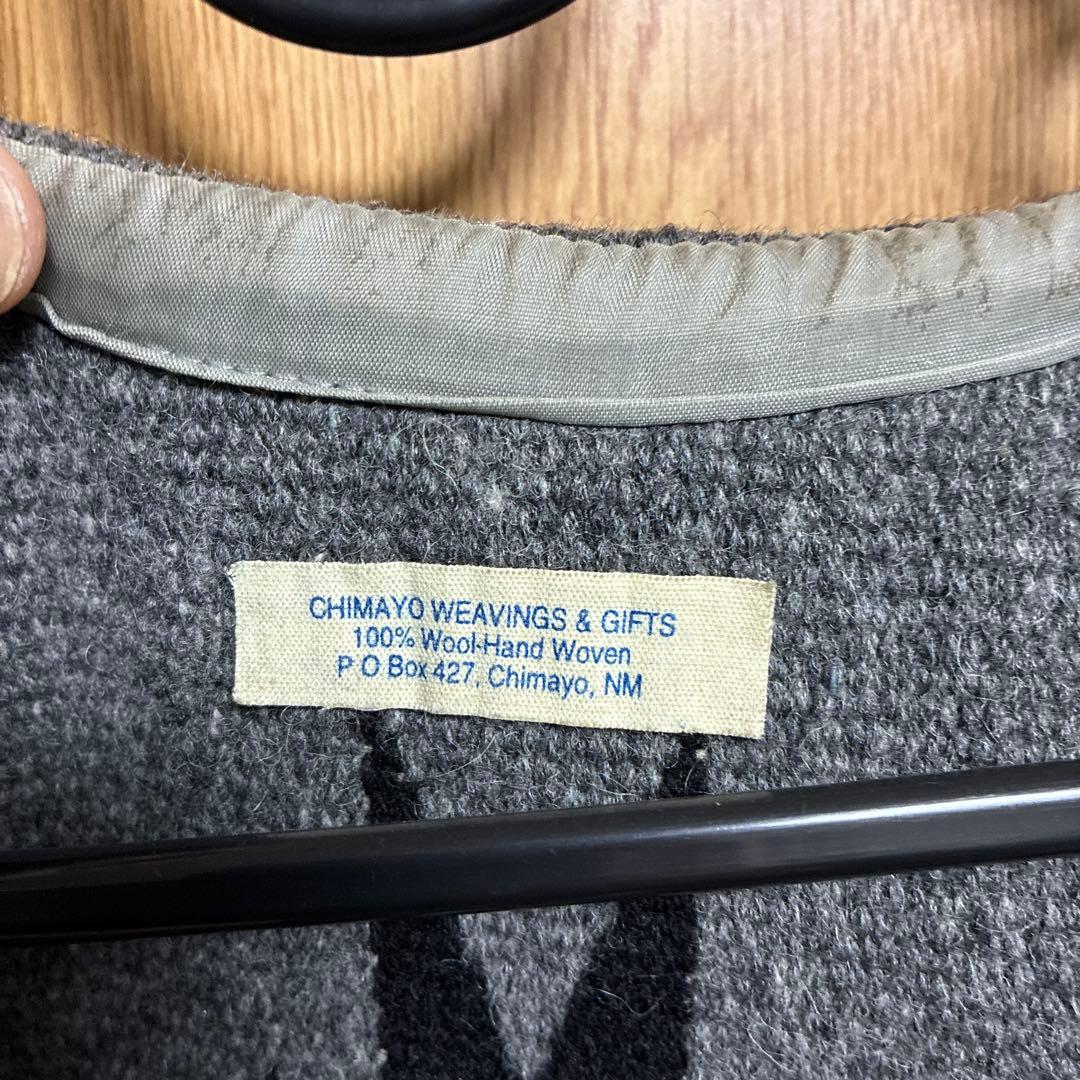 CHIMAYO WEAVINGS & GIFTS
100% Wool-Hand Woven
P O Box 427, Chimayo, NM